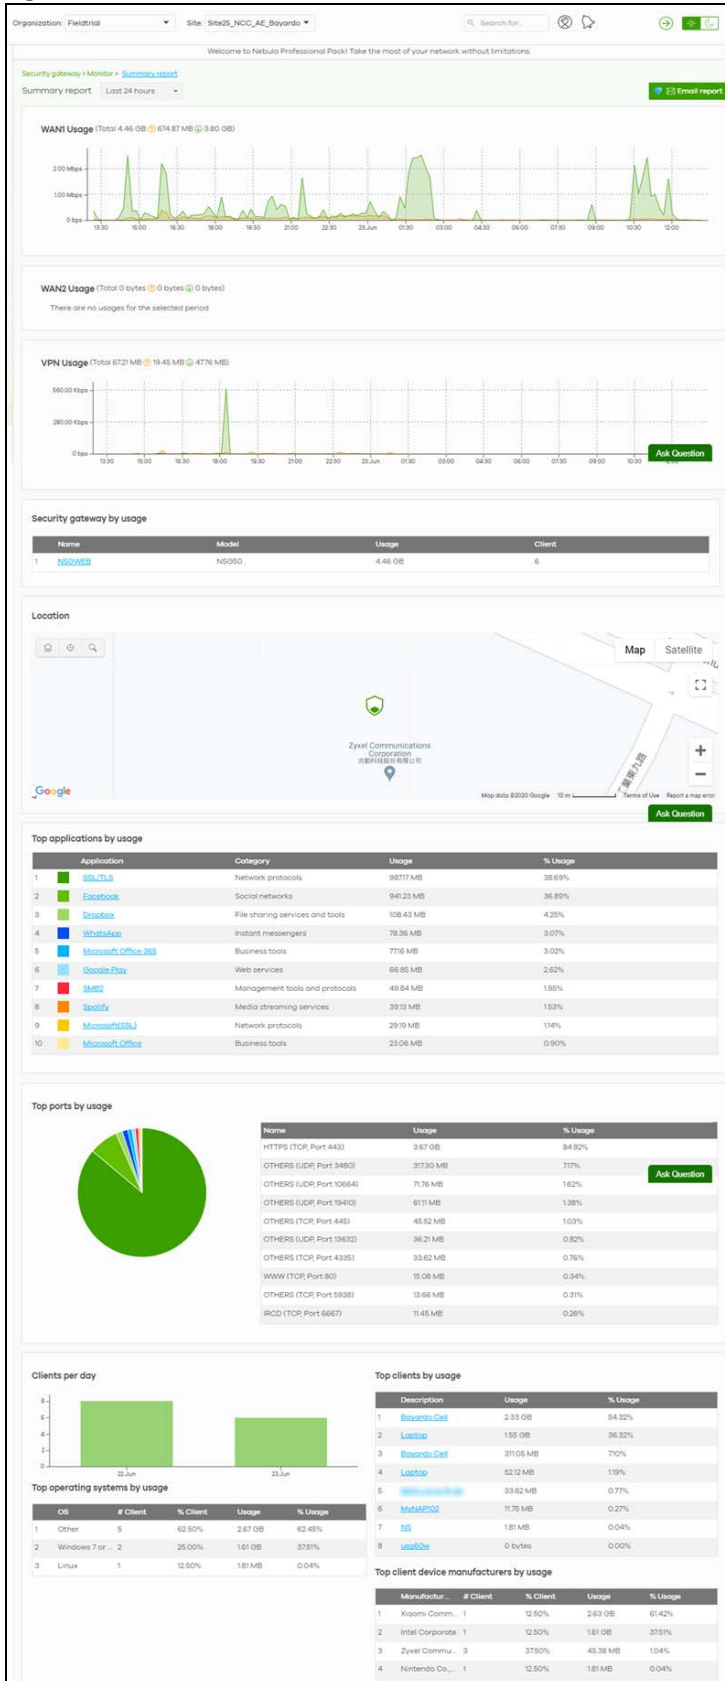 Organization: Fieldtrial
Site: Site25_NCC_AE_Bayardo
Search for...
Welcome to Nebula Professional Pack! Take the most of your network without limitations.
Security gateway > Monitor > Summary report
Summary report Last 24 hours
Email report
WAN1 Usage (Total 4.46 GB 674.87 MB 3.80 GB)
2.00 Mbps
1.00 Mbps
0 bps
13:30 15:00 16:30 18:00 19:30 21:00 22:30 23.Jun 01:30 03:00 04:30 06:00 07:30 09:00 10:30 12:00
WAN2 Usage (Total 0 bytes 0 bytes 0 bytes)
There are no usages for the selected period.
VPN Usage (Total 67.21 MB 19.45 MB 47.76 MB)
560.00 Kbps
280.00 Kbps
0 bps
13:30 15:00 16:30 18:00 19:30 21:00 22:30 23.Jun 01:30 03:00 04:30 06:00 07:30 09:00 10:30
Ask Question
Security gateway by usage
Name Model Usage Client
1 NSGWEB NSG50 4.46 GB 6
Location
Map Satellite
Zyxel Communications
Corporation
Google
Map data ©2020 Google 10 m Terms of Use Report a map error
Ask Question
Top applications by usage
Application Category Usage % Usage
1 SSL/TLS Network protocols 987.17 MB 38.69%
2 Facebook Social networks 941.23 MB 36.89%
3 Dropbox File sharing services and tools 108.43 MB 4.25%
4 WhatsApp Instant messengers 78.36 MB 3.07%
5 Microsoft Office 365 Business tools 77.16 MB 3.02%
6 Google Play Web services 66.85 MB 2.62%
7 SMB2 Management tools and protocols 49.84 MB 1.95%
8 Spotify Media streaming services 39.13 MB 1.53%
9 Microsoft(SSL) Network protocols 29.19 MB 1.14%
10 Microsoft Office Business tools 23.06 MB 0.90%
Top ports by usage
Name Usage % Usage
HTTPS (TCP, Port 443) 3.67 GB 84.92%
OTHERS (UDP, Port 3480) 317.30 MB 7.17%
Ask Question
OTHERS (UDP, Port 10664) 71.76 MB 1.62%
OTHERS (UDP, Port 19410) 61.11 MB 1.38%
OTHERS (TCP, Port 445) 45.52 MB 1.03%
OTHERS (UDP, Port 13632) 36.21 MB 0.82%
OTHERS (TCP, Port 4335) 33.62 MB 0.76%
WWW (TCP, Port 80) 15.08 MB 0.34%
OTHERS (TCP, Port 5938) 13.66 MB 0.31%
IRCD (TCP, Port 6667) 11.45 MB 0.26%
Clients per day
8
6
4
2
0
22.Jun 23.Jun
Top operating systems by usage
OS # Client % Client Usage % Usage
1 Other 5 62.50% 2.67 GB 62.45%
2 Windows 7 or ... 2 25.00% 1.61 GB 37.51%
3 Linux 1 12.50% 1.81 MB 0.04%
Top clients by usage
Description Usage % Usage
1 Bayardo Cell 2.33 GB 54.32%
2 Laptop 1.55 GB 36.32%
3 Bayardo Cell 311.05 MB 7.10%
4 Laptop 52.12 MB 1.19%
5 33.62 MB 0.77%
6 MyNAP102 11.75 MB 0.27%
7 NS 1.81 MB 0.04%
8 usg60w 0 bytes 0.00%
Top client device manufacturers by usage
Manufactur... # Client % Client Usage % Usage
1 Xiaomi Comm... 1 12.50% 2.63 GB 61.42%
2 Intel Corporate 1 12.50% 1.61 GB 37.51%
3 Zyxel Commu... 3 37.50% 45.38 MB 1.04%
4 Nintendo Co.,... 1 12.50% 1.81 MB 0.04%